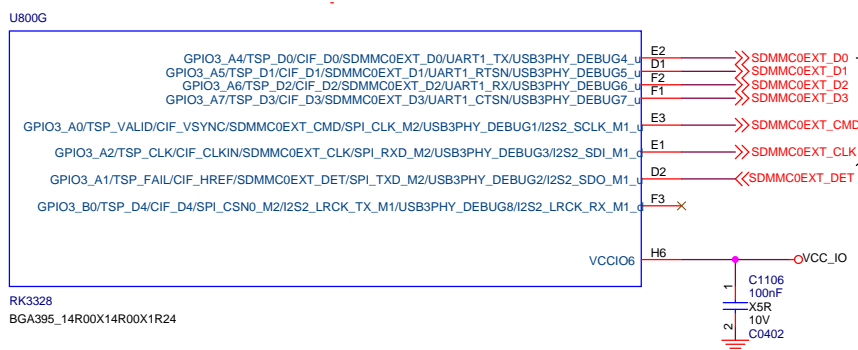 U800G
GPIO3_A4/TSP_D0/CIF_D0/SDMMC0EXT_D0/UART1_TX/USB3PHY_DEBUG4_u E2 SDMMC0EXT_D0
GPIO3_A5/TSP_D1/CIF_D1/SDMMC0EXT_D1/UART1_RTSN/USB3PHY_DEBUG5_u D1 SDMMC0EXT_D1
GPIO3_A6/TSP_D2/CIF_D2/SDMMC0EXT_D2/UART1_RX/USB3PHY_DEBUG6_u F2 SDMMC0EXT_D2
GPIO3_A7/TSP_D3/CIF_D3/SDMMC0EXT_D3/UART1_CTSN/USB3PHY_DEBUG7_u F1 SDMMC0EXT_D3
GPIO3_A0/TSP_VALID/CIF_VSYNC/SDMMC0EXT_CMD/SPI_CLK_M2/USB3PHY_DEBUG1/I2S2_SCLK_M1_u E3 SDMMC0EXT_CMD
GPIO3_A2/TSP_CLK/CIF_CLKIN/SDMMC0EXT_CLK/SPI_RXD_M2/USB3PHY_DEBUG3/I2S2_SDI_M1_d E1 SDMMC0EXT_CLK
GPIO3_A1/TSP_FAIL/CIF_HREF/SDMMC0EXT_DET/SPI_TXD_M2/USB3PHY_DEBUG2/I2S2_SDO_M1_u D2 SDMMC0EXT_DET
GPIO3_B0/TSP_D4/CIF_D4/SPI_CSN0_M2/I2S2_LRCK_TX_M1/USB3PHY_DEBUG8/I2S2_LRCK_RX_M1_d F3
VCCIO6 H6 VCC_IO
1
C1106
100nF
X5R
10V
2
C0402
RK3328
BGA395_14R00X14R00X1R24